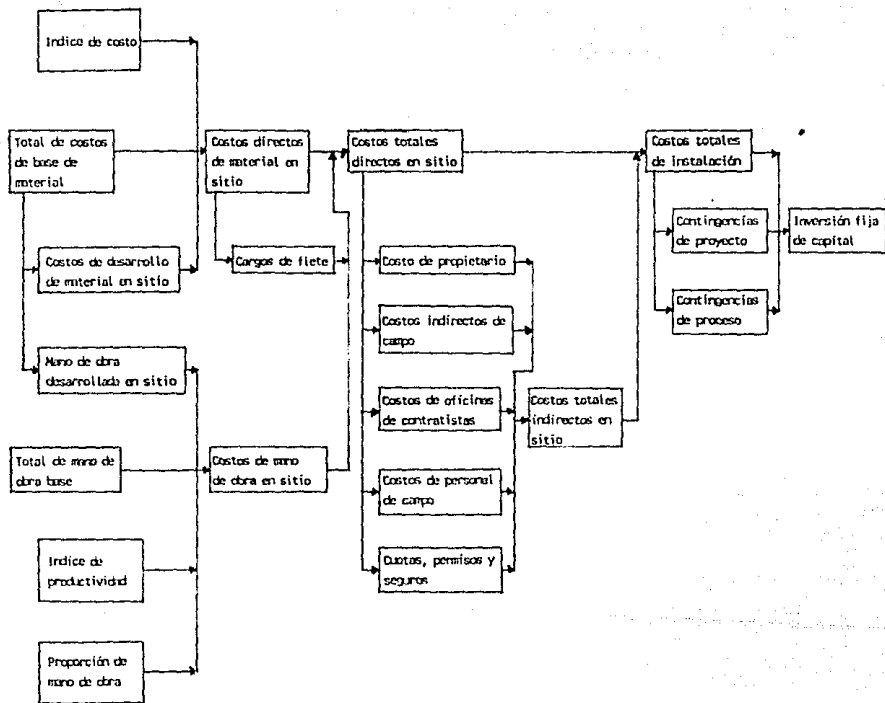 Indice de costo
Total de costos
de base de
material
Costos directos
de material en
sitio
Costos totales
directos en sitio
Costos totales
de instalación
Contingencias
de proyecto
Inversión fija
de capital
Costos de desarrollo
de material en sitio
Cargos de flete
Costo de propietario
Contingencias
de proceso
Costos indirectos de
campo
Mano de obra
desarrollada en sitio
Costos de oficinas
de contratistas
Costos totales
indirectos en
sitio
Total de mano de
obra base
Costos de mano
de obra en sitio
Costos de personal
de campo
Cuotas, permisos y
seguros
Indice de
productividad
Proporción de
mano de obra